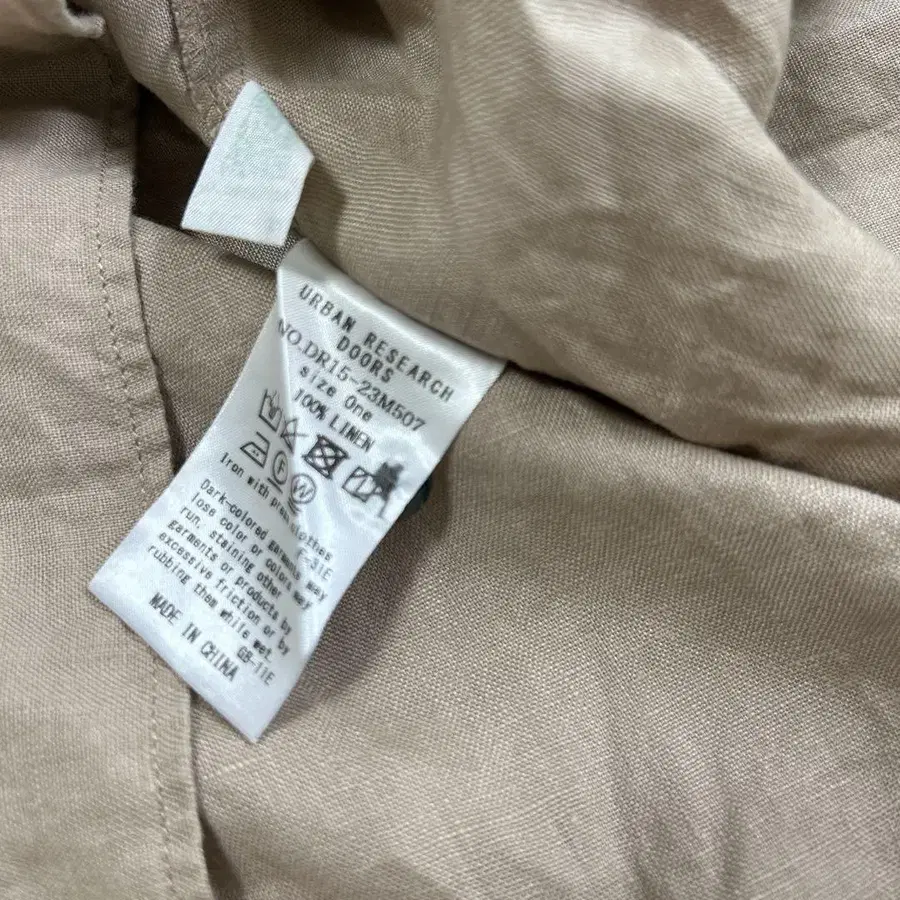 URBAN RESEARCH
DOORS
NO.DR15-23M507
size One
100% LINEN
F
W
Iron with press clothes
E-31E
Dark-colored garments may
lose color or colors may
run, staining other
garments or products by
excessive friction or by
rubbing them while wet.
GB-11E
MADE IN CHINA